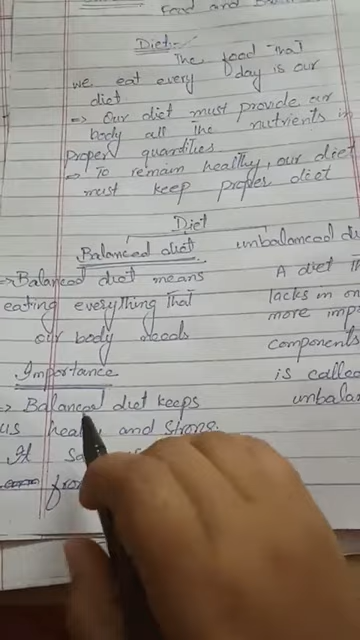 Food and
Diet:-
The food that
we eat every day is our
diet
=> Our diet must provide our
body all the nutrients in
proper quantities
=> To remain healthy, our diet
must keep proper diet
Diet
Balanced diet
=> Balanced diet means
eating everything that
our body needs
Importance
=> Balanced diet keeps
us and strong.
It
unbalanced
A diet
lacks in
more
components
is called